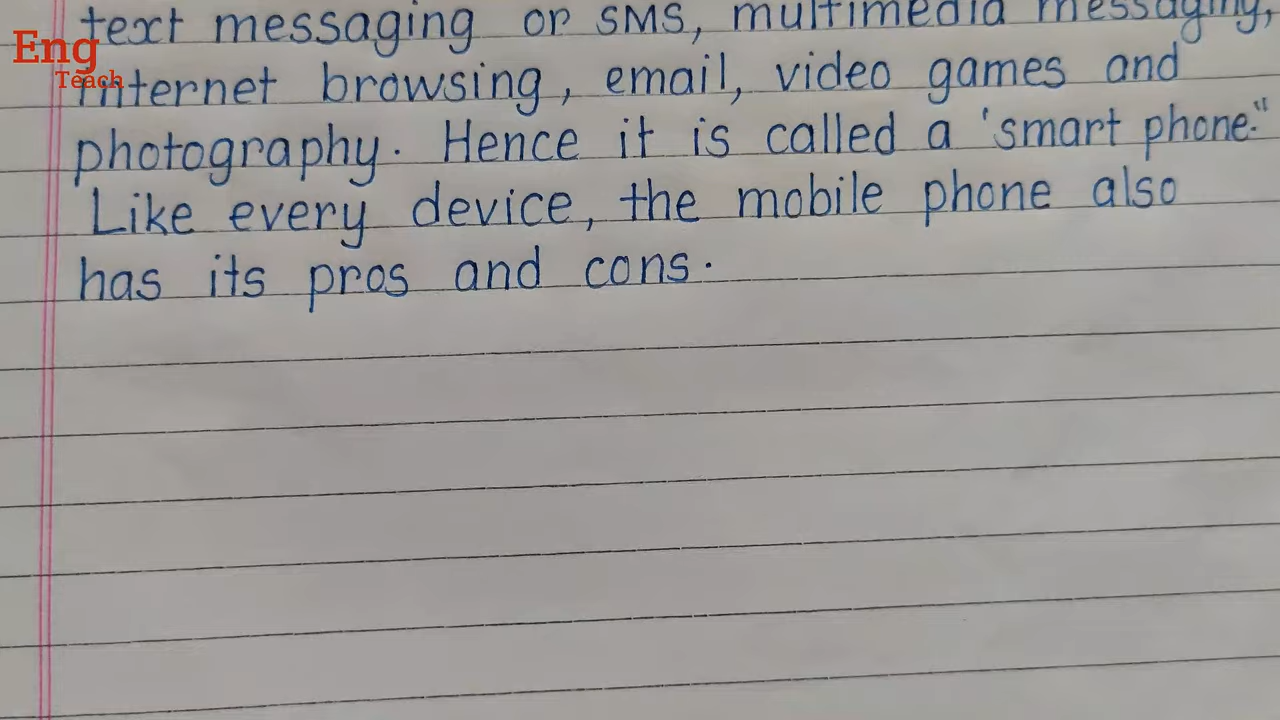 text messaging or SMS, multimedia messaging,
Eng
Teach
internet browsing, email, video games and
photography. Hence it is called a 'smart phone."
Like every device, the mobile phone also
has its pros and cons.